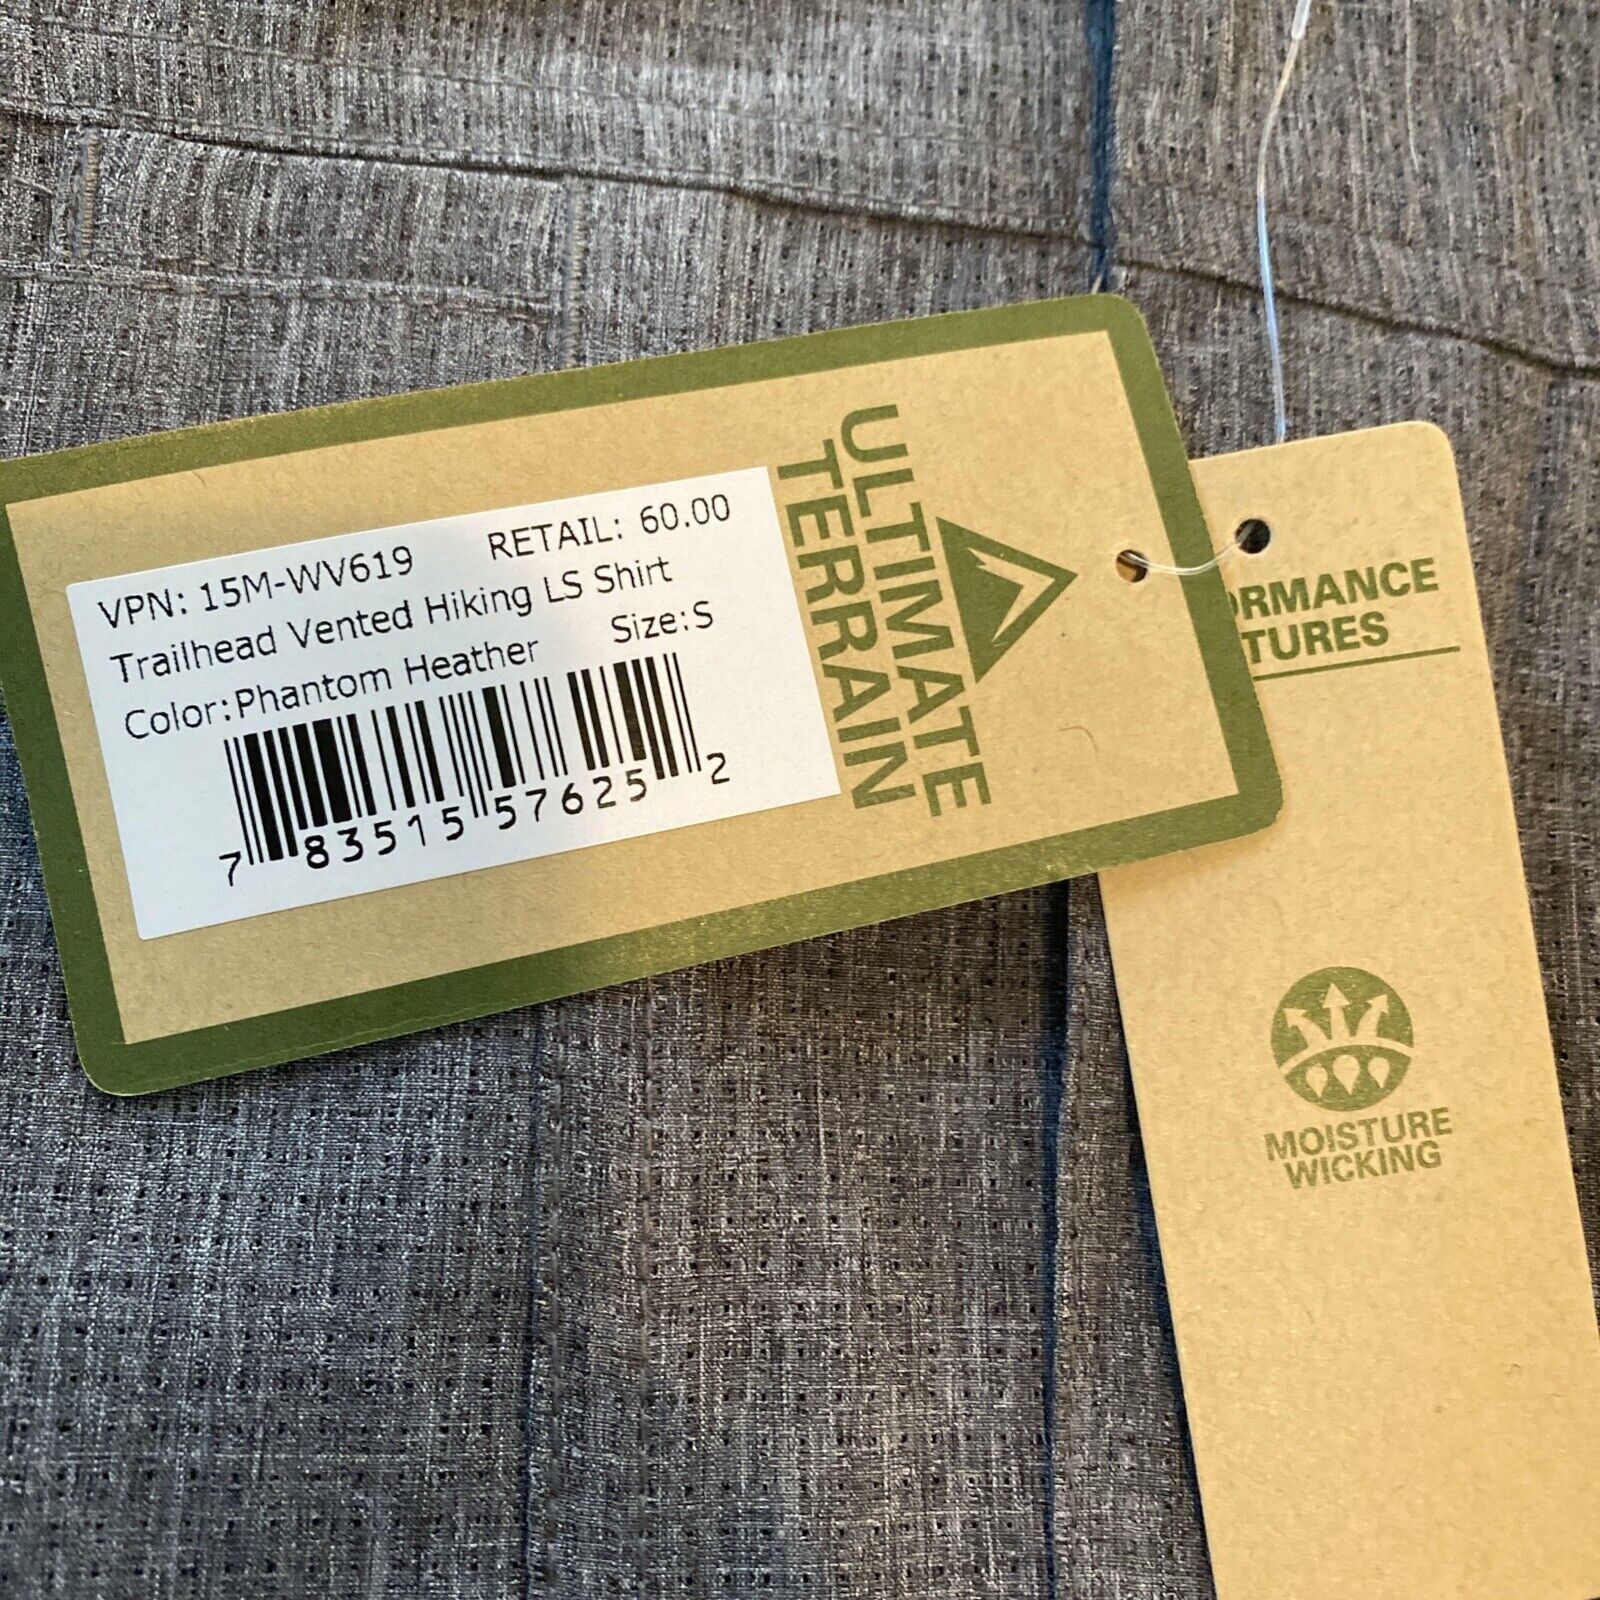 VPN: 15M-WV619 RETAIL: 60.00
Trailhead Vented Hiking LS Shirt
Color:Phantom Heather Size:S
7 83515 57625 2
ULTIMATE
TERRAIN
ORMANCE
TURES
MOISTURE
WICKING